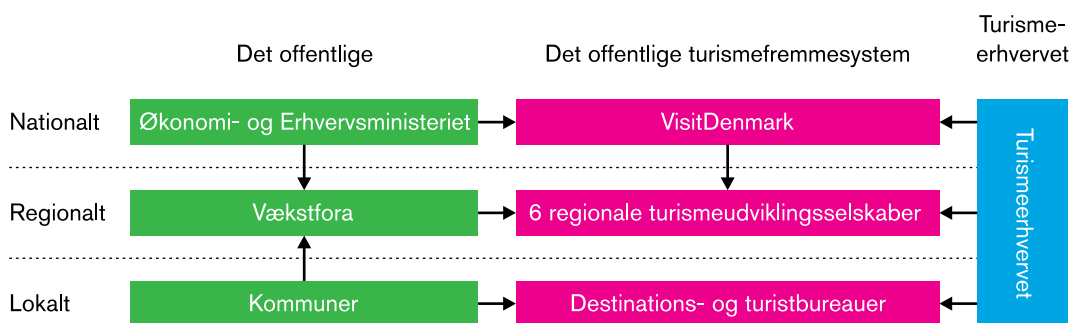 Det offentlige
Det offentlige turismefremmesystem
Turisme-
erhvervet
Nationalt
Økonomi- og Erhvervsministeriet
VisitDenmark
Turismeerhvervet
Regionalt
Vækstfora
6 regionale turismeudviklingsselskaber
Lokalt
Kommuner
Destinations- og turistbureauer